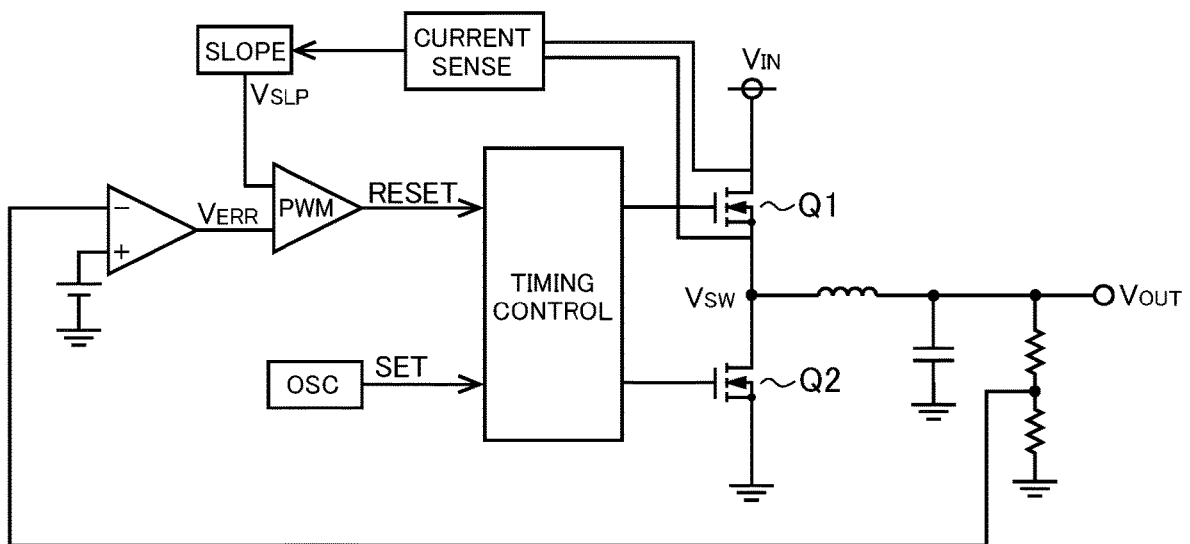 SLOPE
CURRENT
SENSE
VIN
VSLP
RESET
PWM
Q1
−
VERR
+
TIMING
CONTROL
VSW
VOUT
SET
OSC
Q2